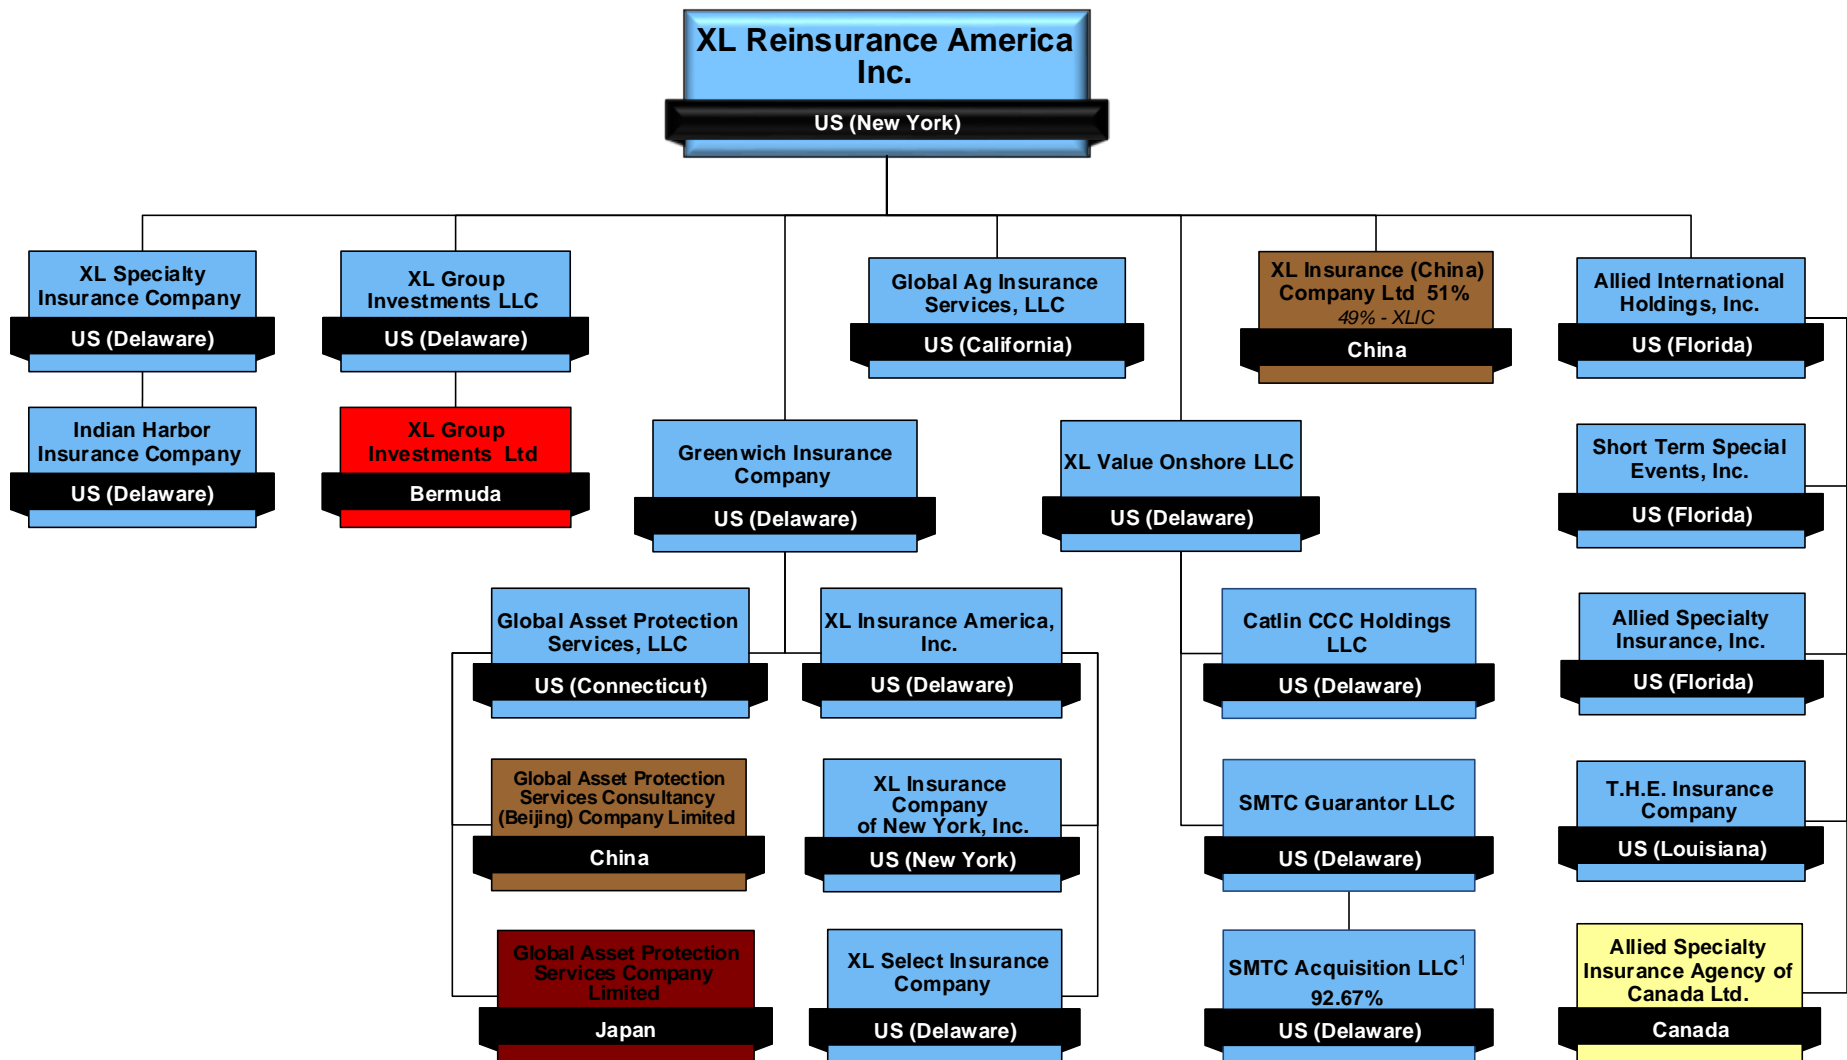 XL Reinsurance America
Inc.
US (New York)
XL Specialty
Insurance Company
US (Delaware)
XL Group
Investments LLC
US (Delaware)
Global Ag Insurance
Services, LLC
US (California)
XL Insurance (China)
Company Ltd 51%
49% - XLIC
China
Allied International
Holdings, Inc.
US (Florida)
Indian Harbor
Insurance Company
US (Delaware)
XL Group
Investments Ltd
Bermuda
Greenwich Insurance
Company
US (Delaware)
XL Value Onshore LLC
US (Delaware)
Short Term Special
Events, Inc.
US (Florida)
Global Asset Protection
Services, LLC
US (Connecticut)
XL Insurance America,
Inc.
US (Delaware)
Catlin CCC Holdings
LLC
US (Delaware)
Allied Specialty
Insurance, Inc.
US (Florida)
Global Asset Protection
Services Consultancy
(Beijing) Company Limited
China
XL Insurance
Company
of New York, Inc.
US (New York)
SMTC Guarantor LLC
US (Delaware)
T.H.E. Insurance
Company
US (Louisiana)
Global Asset Protection
Services Company
Limited
Japan
XL Select Insurance
Company
US (Delaware)
SMTC Acquisition LLC1
92.67%
US (Delaware)
Allied Specialty
Insurance Agency of
Canada Ltd.
Canada